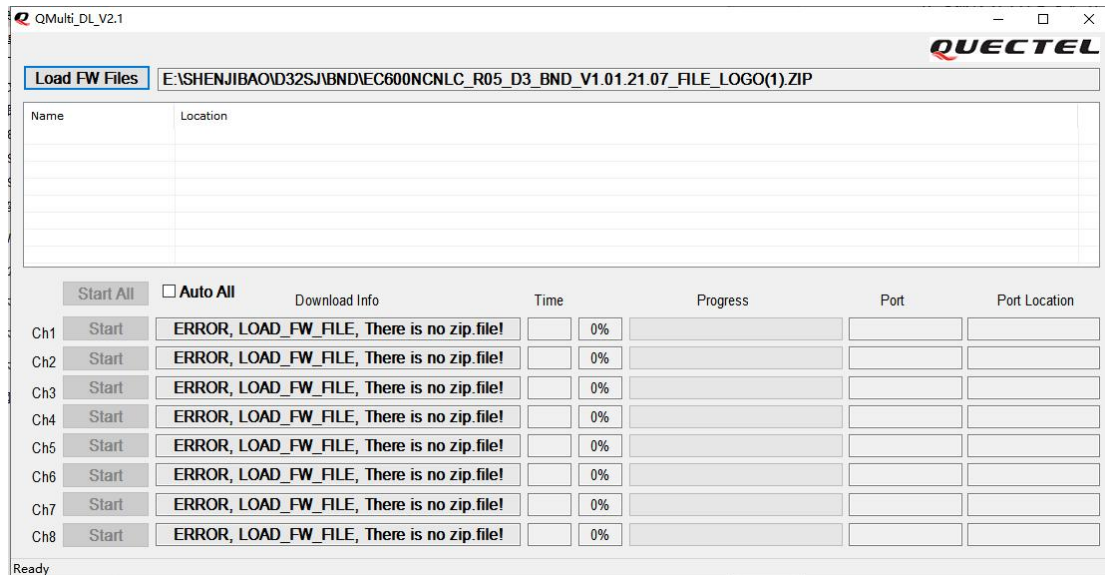 QMulti_DL_V2.1
QUECTEL
Load FW Files E:\SHENJIBAO\D32SJ\BND\EC600NCNLC_R05_D3_BND_V1.01.21.07_FILE_LOGO(1).ZIP
Name Location
Start All Auto All Download Info Time Progress Port Port Location
Ch1 Start ERROR, LOAD_FW_FILE, There is no zip.file! 0%
Ch2 Start ERROR, LOAD_FW_FILE, There is no zip.file! 0%
Ch3 Start ERROR, LOAD_FW_FILE, There is no zip.file! 0%
Ch4 Start ERROR, LOAD_FW_FILE, There is no zip.file! 0%
Ch5 Start ERROR, LOAD_FW_FILE, There is no zip.file! 0%
Ch6 Start ERROR, LOAD_FW_FILE, There is no zip.file! 0%
Ch7 Start ERROR, LOAD_FW_FILE, There is no zip.file! 0%
Ch8 Start ERROR, LOAD_FW_FILE, There is no zip.file! 0%
Ready